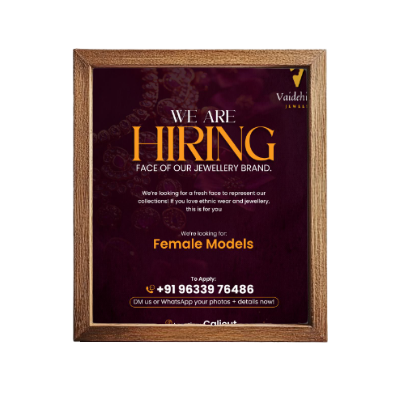 Vaidehi
JEWEL
WE ARE
HIRING
FACE OF OUR JEWELLERY BRAND.
We're looking for a fresh face to represent our
collections! If you love ethnic wear and jewellery,
this is for you
We're looking for:
Female Models
To Apply:
+91 96339 76486
DM us or WhatsApp your photos + details now!
Calicut